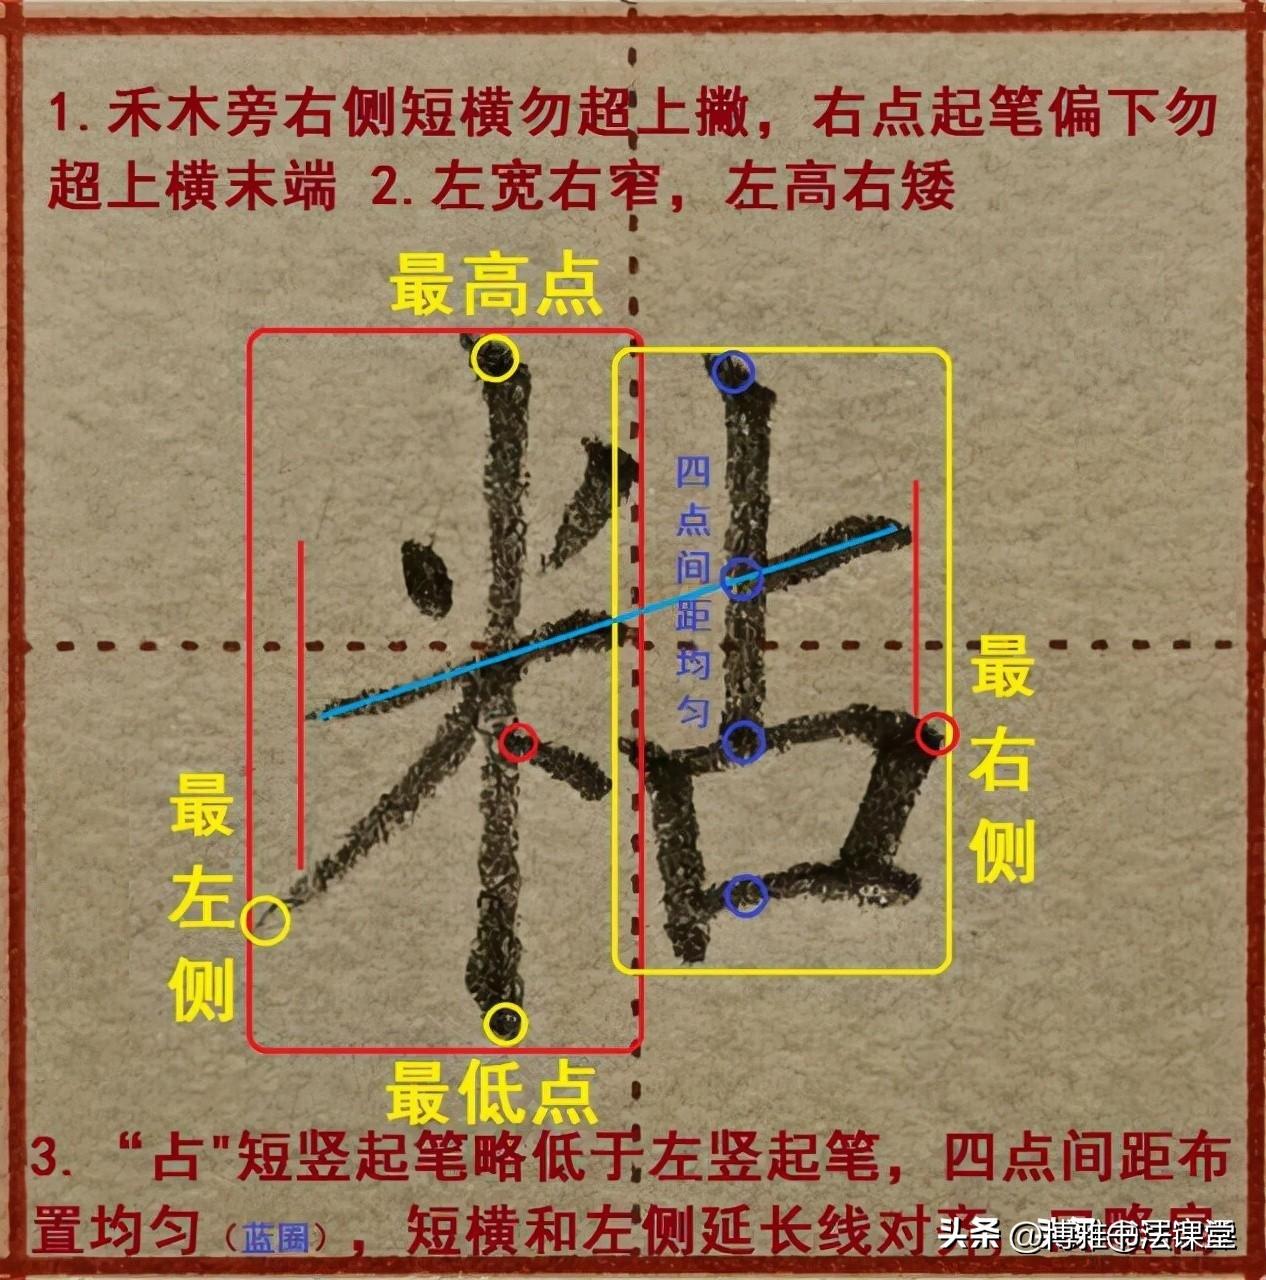 1.禾木旁右侧短横勿超上撇，右点起笔偏下勿
超上横末端 2.左宽右窄，左高右矮
最高点
粘
四点间距均匀
最左侧
最右侧
最低点
3.“占"短竖起笔略低于左竖起笔，四点间距布
置均匀（蓝圈），短横和左侧延长线对齐
头条 @博雅书法课堂